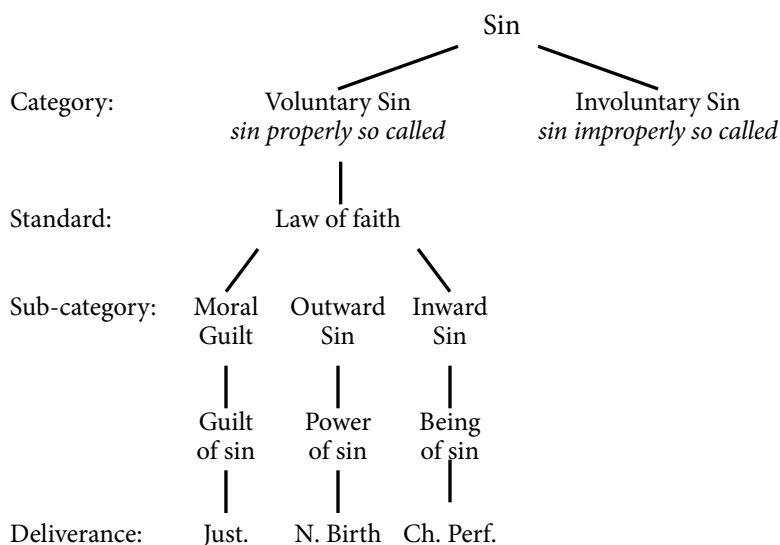 Sin
Category: Voluntary Sin Involuntary Sin
sin properly so called sin improperly so called
Standard: Law of faith
Sub-category: Moral Outward Inward
Guilt Sin Sin
Guilt Power Being
of sin of sin of sin
Deliverance: Just. N. Birth Ch. Perf.